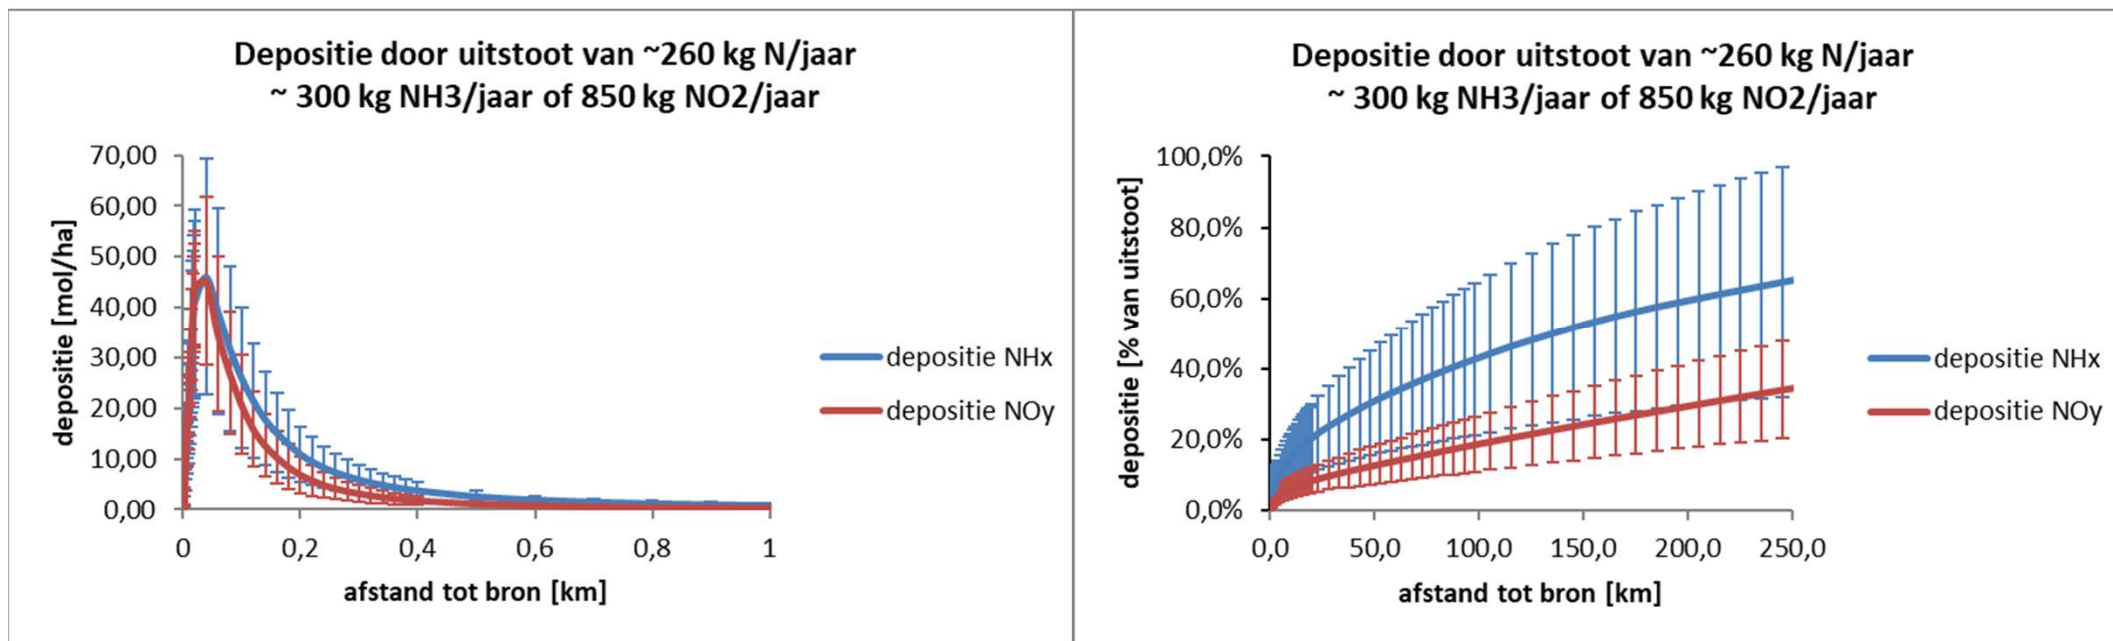 Depositie door uitstoot van ~260 kg N/jaar
~ 300 kg NH3/jaar of 850 kg NO2/jaar
depositie [mol/ha]
70,00
60,00
50,00
40,00
30,00
20,00
10,00
0,00
0 0,2 0,4 0,6 0,8 1
afstand tot bron [km]
depositie NHx
depositie NOy
Depositie door uitstoot van ~260 kg N/jaar
~ 300 kg NH3/jaar of 850 kg NO2/jaar
depositie [% van uitstoot]
100,0%
80,0%
60,0%
40,0%
20,0%
0,0%
0,0 50,0 100,0 150,0 200,0 250,0
afstand tot bron [km]
depositie NHx
depositie NOy